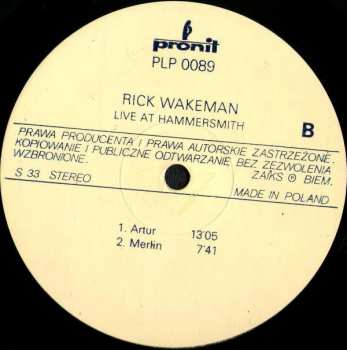 pronit
PLP 0089
RICK WAKEMAN
LIVE AT HAMMERSMITH
B
PRAWA PRODUCENTA I PRAWA AUTORSKIE ZASTRZEŻONE.
KOPIOWANIE I PUBLICZNE ODTWARZANIE BEZ ZEZWOLENIA
WZBRONIONE. ZAIKS ® BIEM.
S 33 STEREO MADE IN POLAND
1. Artur 13'05
2. Merlin 7'41